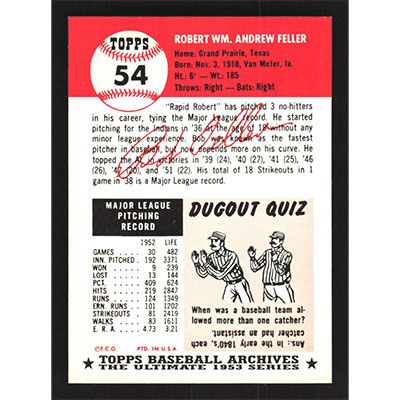 TOPPS
54
ROBERT WM. ANDREW FELLER
Home: Grand Prairie, Texas
Born: Nov. 3, 1918, Van Meter, Ia.
Ht.: 6' — Wt.: 185
Throws: Right — Bats: Right
"Rapid Robert" has pitched 3 no-hitters
in his career, tying the Major League record. He started
pitching for the Indians in '36 at the age of 18 without any
minor league experience. Bob was known as the fastest
pitcher in baseball, but now depends more on his curve. He
topped the AL in victories in '39 (24), '40 (27), '41 (25), '46
(26), '47 (20), and '51 (22). His total of 18 Strikeouts in 1
game in '38 is a Major League record.
Bob Feller
MAJOR LEAGUE
PITCHING
RECORD
1952 LIFE
GAMES 30 482
INN. PITCHED 192 3371
WON 9 239
LOST 13 144
PCT. .409 .624
HITS 219 2847
RUNS 124 1344
ERN. RUNS 101 1202
STRIKEOUTS 81 2419
WALKS 83 1611
E. R. A. 4.73 3.21
©T.C.G. PTD. IN U.S.A.
DUGOUT QUIZ
When was a baseball team al-
lowed more than one catcher?
Ans.: In the early 1840's, each
catcher had an assistant.
★ TOPPS BASEBALL ARCHIVES ★
THE ULTIMATE 1953 SERIES